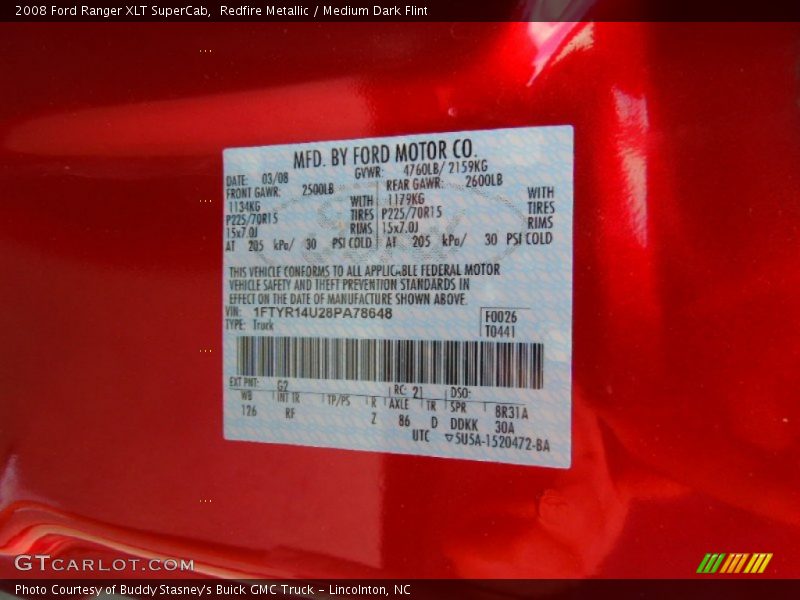 2008 Ford Ranger XLT SuperCab,  Redfire Metallic / Medium Dark Flint
MFD. BY FORD MOTOR CO.
DATE: 03/08 GVWR: 4760LB/ 2159KG
FRONT GAWR: 2500LB REAR GAWR: 2600LB
1134KG WITH 1179KG WITH
P225/70R15 TIRES P225/70R15 TIRES
15x7.0J RIMS 15x7.0J RIMS
AT 205 kPa/ 30 PSI COLD AT 205 kPa/ 30 PSI COLD
THIS VEHICLE CONFORMS TO ALL APPLICABLE FEDERAL MOTOR
VEHICLE SAFETY AND THEFT PREVENTION STANDARDS IN
EFFECT ON THE DATE OF MANUFACTURE SHOWN ABOVE.
VIN: 1FTYR14U28PA78648 F0026
TYPE: Truck T0441
EXT PNT: G2 RC: 21 DSO:
WB INT TR TP/PS R AXLE TR SPR 8R31A
126 RF Z 86 D DDKK 30A
UTC ▽5U5A-1520472-BA
GTCARLOT.COM
Photo Courtesy of Buddy Stasney's Buick GMC Truck - Lincolnton, NC